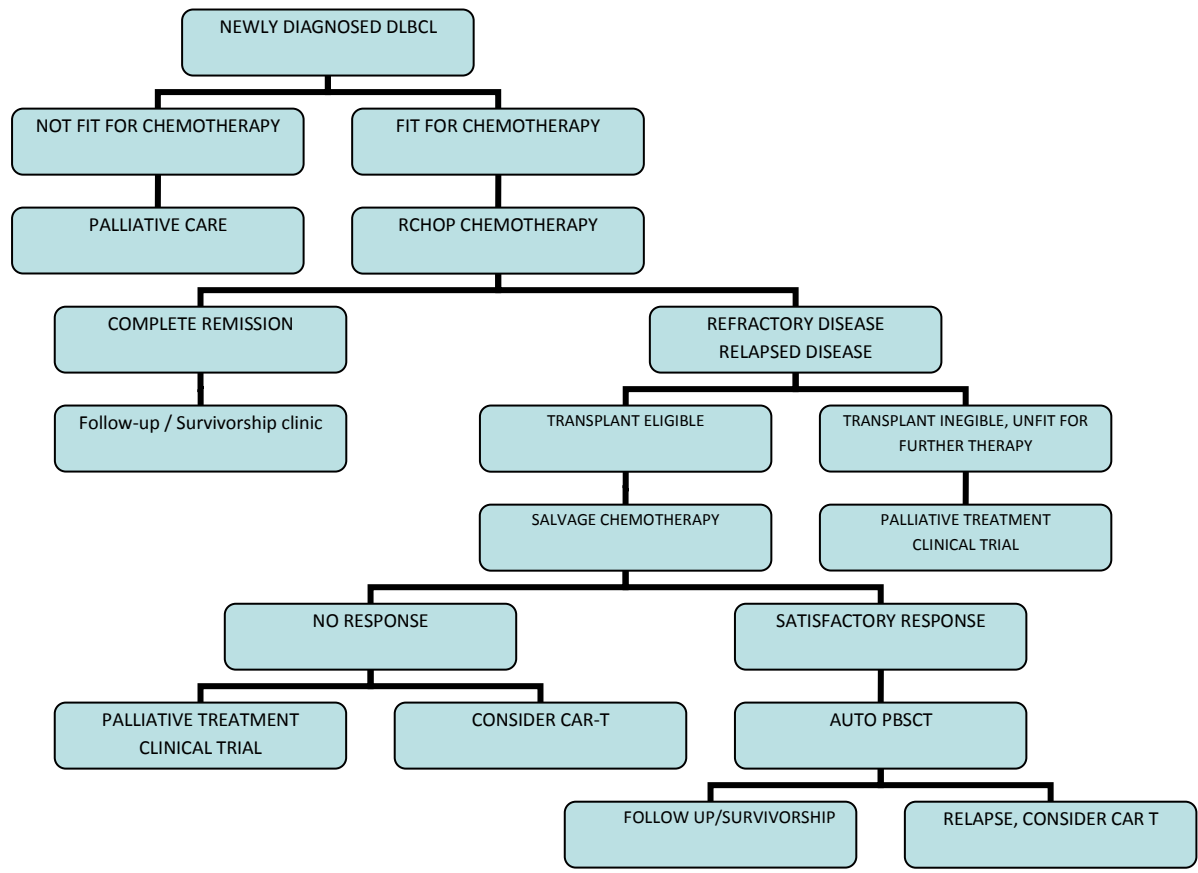 NEWLY DIAGNOSED DLBCL
NOT FIT FOR CHEMOTHERAPY
FIT FOR CHEMOTHERAPY
PALLIATIVE CARE
RCHOP CHEMOTHERAPY
COMPLETE REMISSION
REFRACTORY DISEASE
RELAPSED DISEASE
Follow-up / Survivorship clinic
TRANSPLANT ELIGIBLE
TRANSPLANT INEGIBLE, UNFIT FOR
FURTHER THERAPY
SALVAGE CHEMOTHERAPY
PALLIATIVE TREATMENT
CLINICAL TRIAL
NO RESPONSE
SATISFACTORY RESPONSE
PALLIATIVE TREATMENT
CLINICAL TRIAL
CONSIDER CAR-T
AUTO PBSCT
FOLLOW UP/SURVIVORSHIP
RELAPSE, CONSIDER CAR T